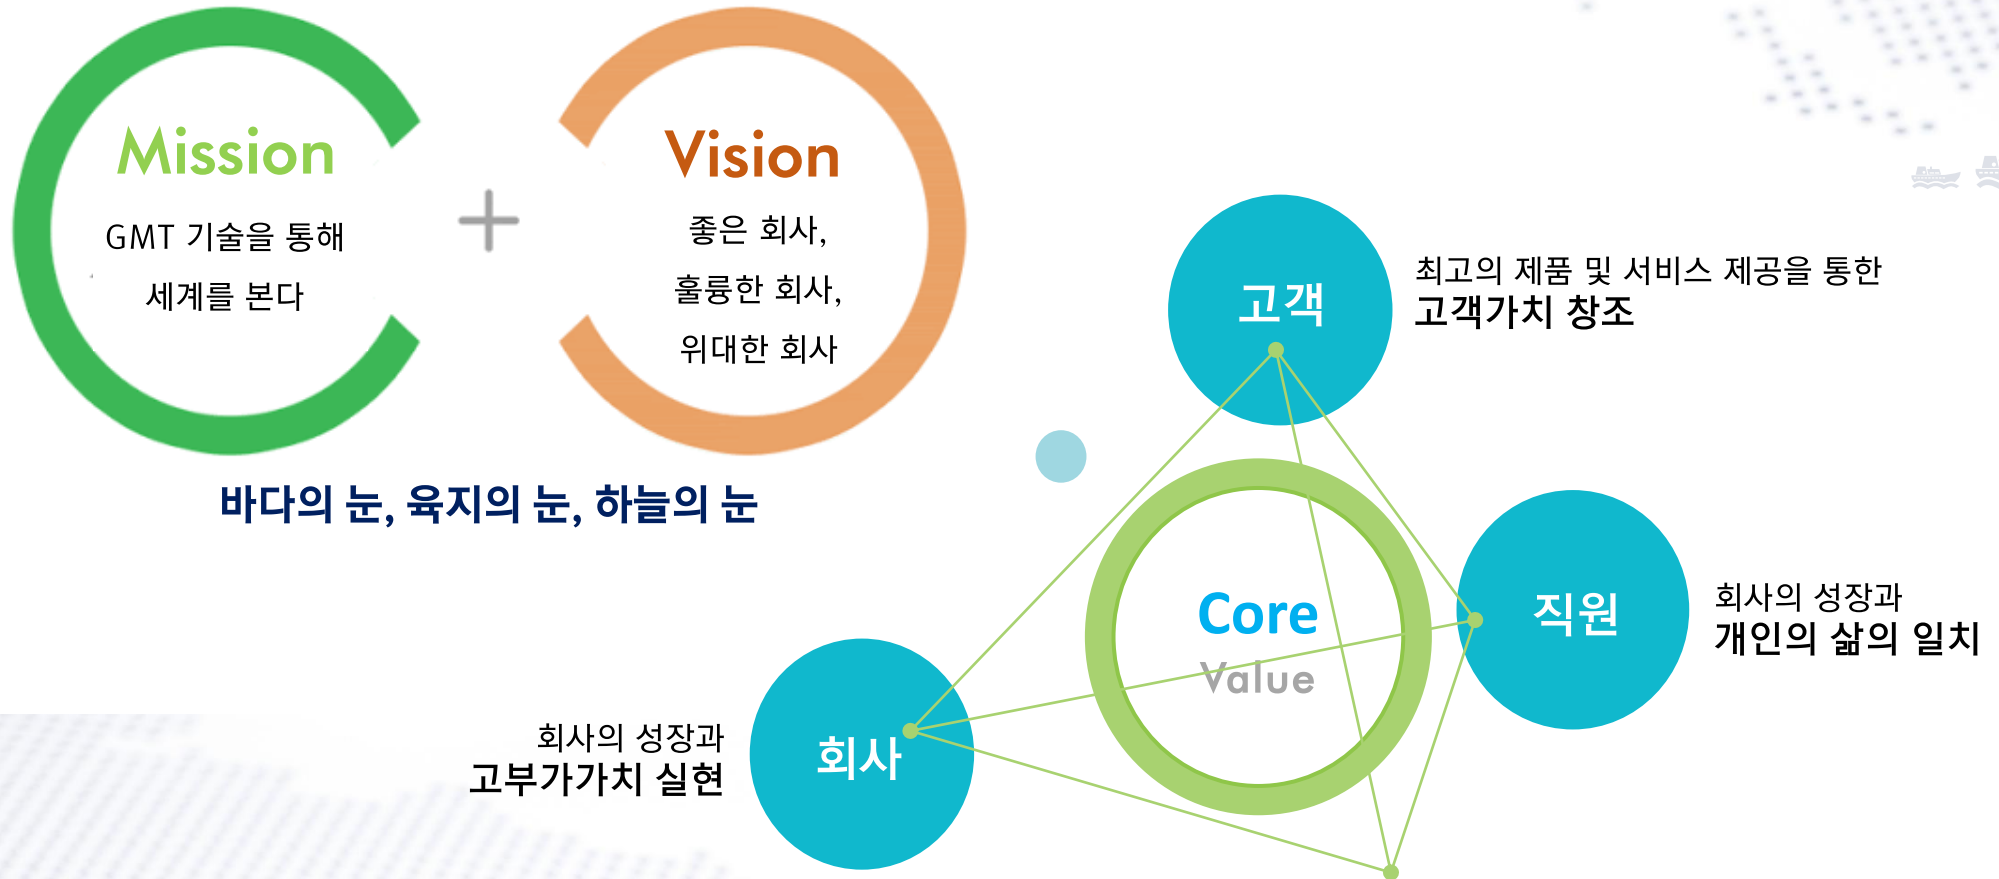 Mission
GMT 기술을 통해
세계를 본다
Vision
좋은 회사,
훌륭한 회사,
위대한 회사
바다의 눈, 육지의 눈, 하늘의 눈
고객
최고의 제품 및 서비스 제공을 통한
고객가치 창조
Core
Value
직원
회사의 성장과
개인의 삶의 일치
회사
회사의 성장과
고부가가치 실현